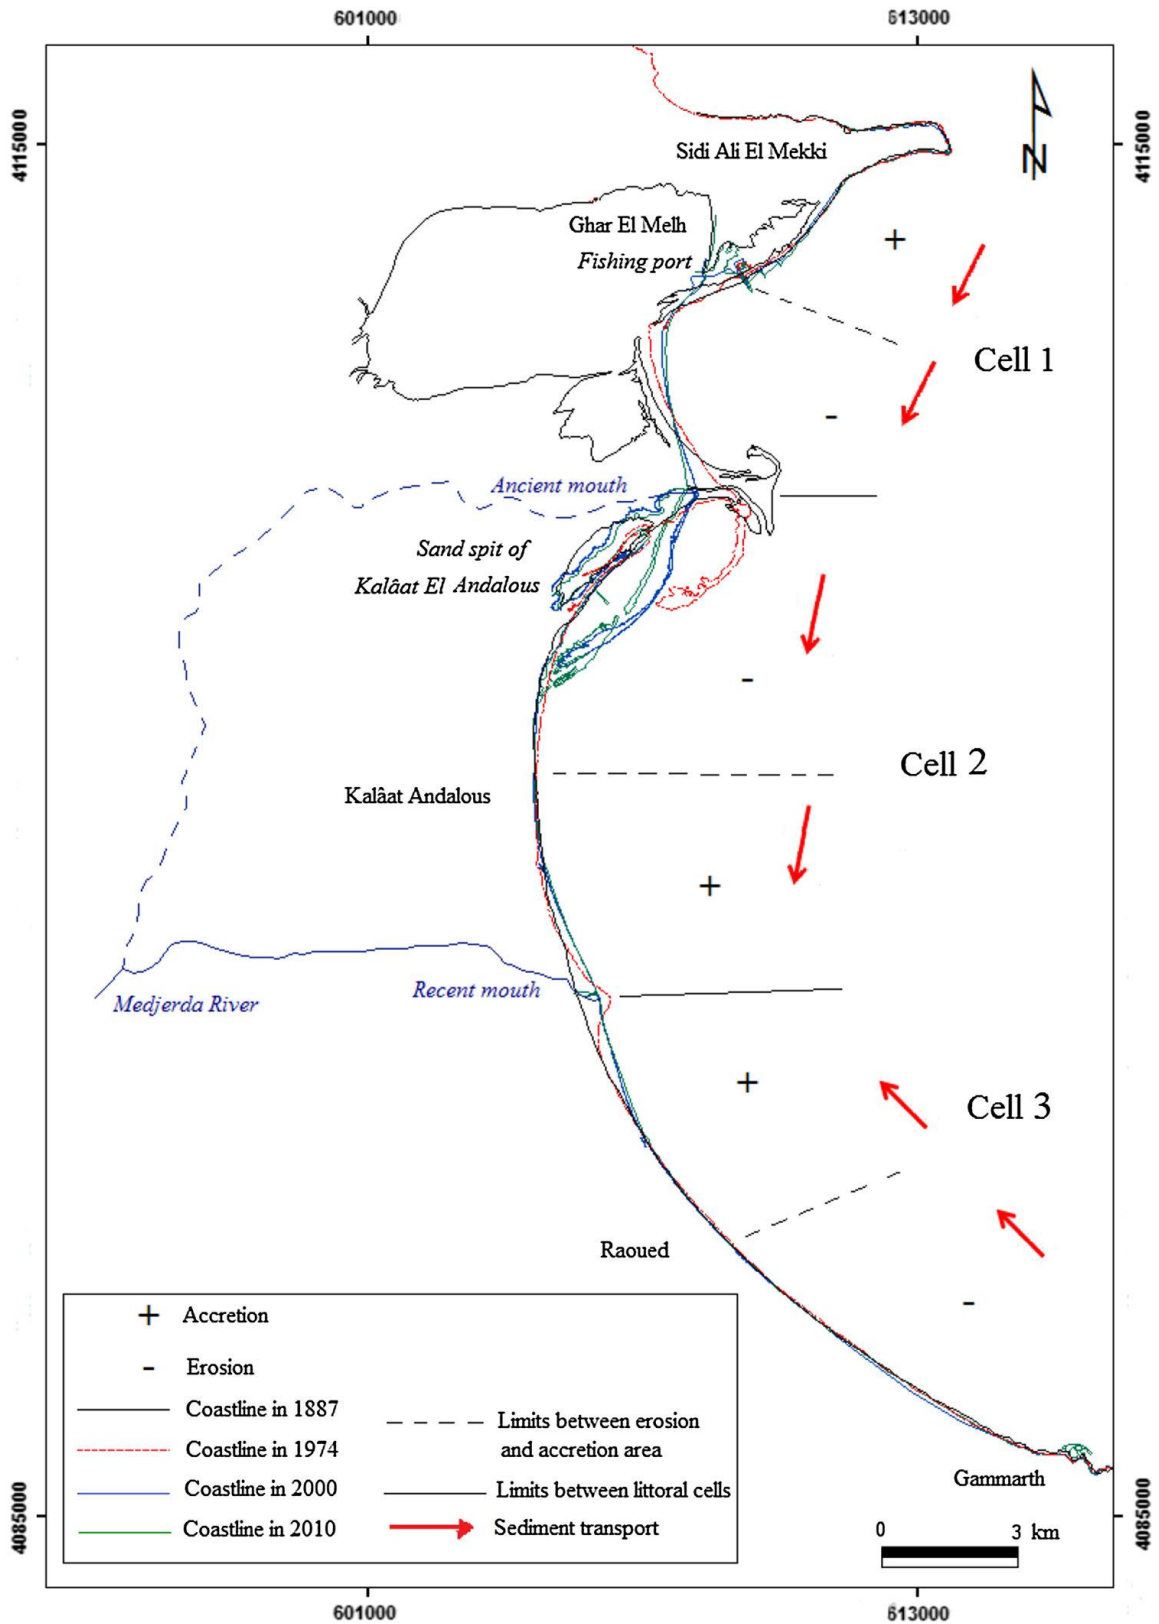 601000
613000
4115000
4115000
N
Sidi Ali El Mekki
Ghar El Melh
Fishing port
+
Cell 1
-
Ancient mouth
Sand spit of
Kalâat El Andalous
-
Cell 2
Kalâat Andalous
+
Recent mouth
Medjerda River
+
Cell 3
Raoued
-
Gammarth
+ Accretion
- Erosion
Coastline in 1887
Coastline in 1974
Coastline in 2000
Coastline in 2010
Limits between erosion
and accretion area
Limits between littoral cells
Sediment transport
0 3 km
4085000
4085000
601000
613000